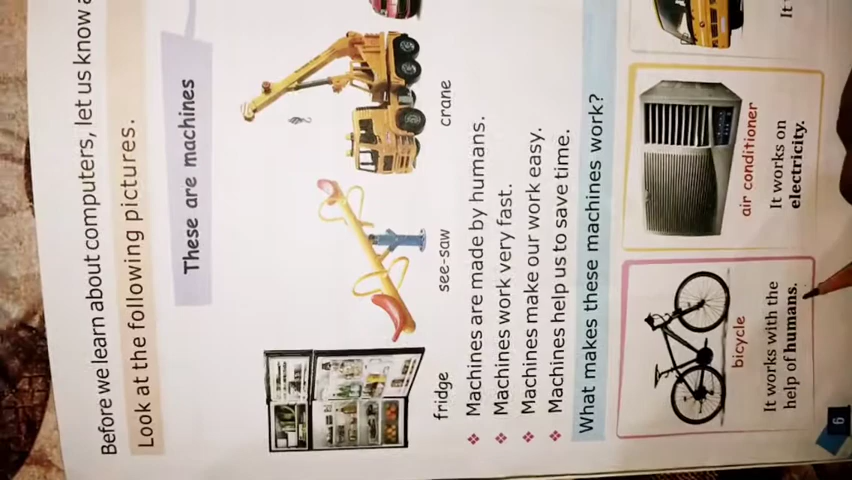 Before we learn about computers, let us know a
Look at the following pictures.
These are machines
fridge
see-saw
crane
❖ Machines are made by humans.
❖ Machines work very fast.
❖ Machines make our work easy.
❖ Machines help us to save time.
What makes these machines work?
bicycle
It works with the
help of humans.
air conditioner
It works on
electricity.
It
6